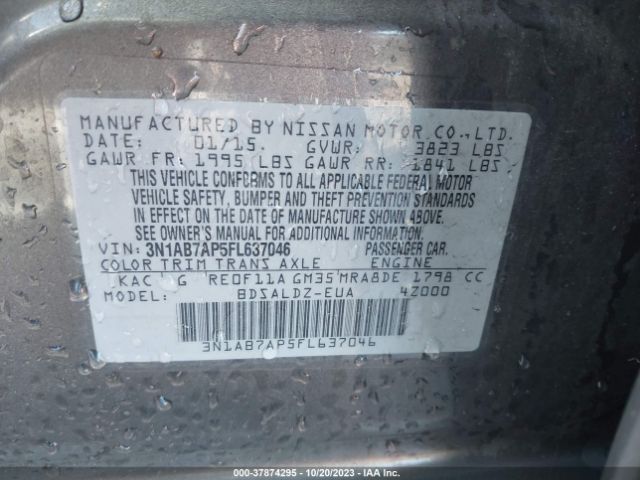 MANUFACTURED BY NISSAN MOTOR CO., LTD.
DATE: 01/15. GVWR: 3823 LBS
GAWR FR: 1995 LBS GAWR RR: 1841 LBS
THIS VEHICLE CONFORMS TO ALL APPLICABLE FEDERAL MOTOR
VEHICLE SAFETY, BUMPER AND THEFT PREVENTION STANDARDS
IN EFFECT ON THE DATE OF MANUFACTURE SHOWN ABOVE.
SEE OWNER'S MANUAL FOR ADDITIONAL INFORMATION.
VIN: 3N1AB7AP5FL637046 PASSENGER CAR.
COLOR TRIM TRANS AXLE ENGINE
KAC G RE0F11A GM35 MRA8DE 1798 CC
MODEL: BDSALDZ-EUA 4Z000
3N1AB7AP5FL637046
000-37874295 - 10/20/2023 - IAA Inc.